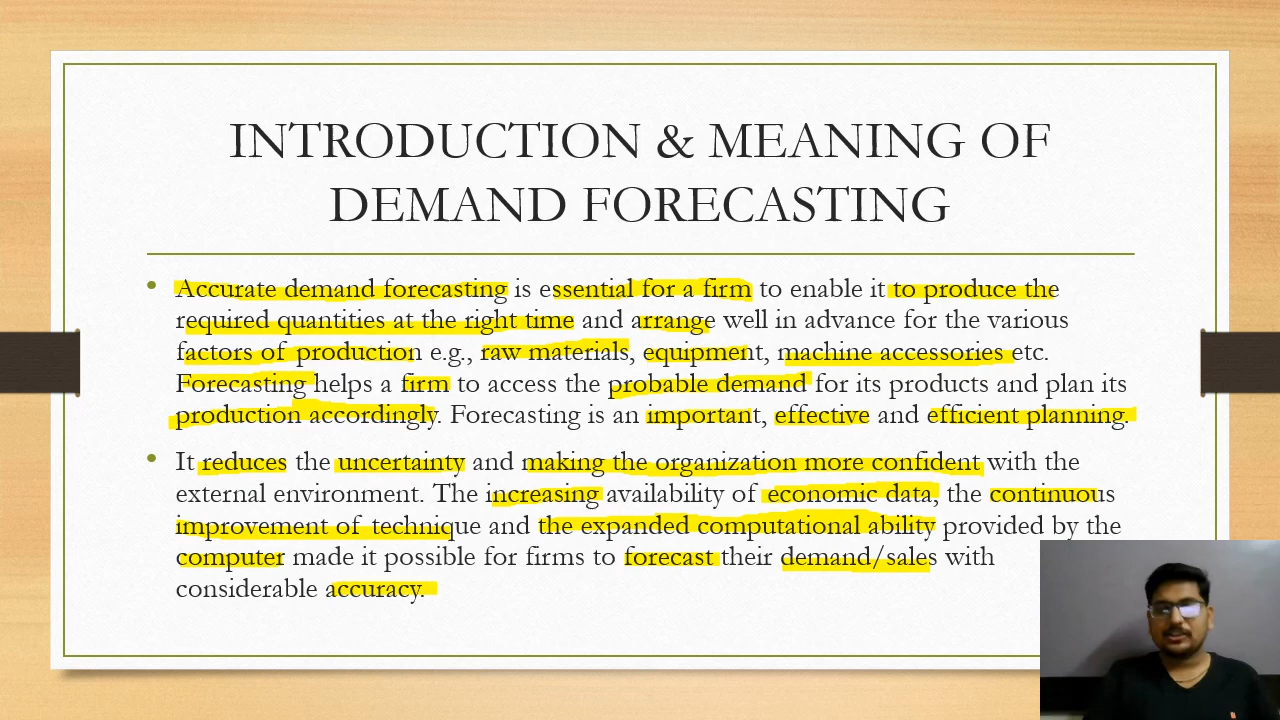 INTRODUCTION & MEANING OF
DEMAND FORECASTING
• Accurate demand forecasting is essential for a firm to enable it to produce the
required quantities at the right time and arrange well in advance for the various
factors of production e.g., raw materials, equipment, machine accessories etc.
Forecasting helps a firm to access the probable demand for its products and plan its
production accordingly. Forecasting is an important, effective and efficient planning.
• It reduces the uncertainty and making the organization more confident with the
external environment. The increasing availability of economic data, the continuous
improvement of technique and the expanded computational ability provided by the
computer made it possible for firms to forecast their demand/sales with
considerable accuracy.